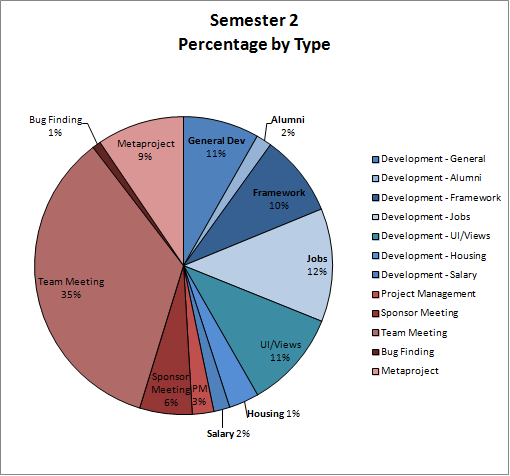 Semester 2
Percentage by Type
Bug Finding
1%
Metaproject
9%
General Dev
11%
Alumni
2%
Framework
10%
Jobs
12%
UI/Views
11%
Housing 1%
Salary 2%
PM
3%
Sponsor
Meeting
6%
Team Meeting
35%
Development - General
Development - Alumni
Development - Framework
Development - Jobs
Development - UI/Views
Development - Housing
Development - Salary
Project Management
Sponsor Meeting
Team Meeting
Bug Finding
Metaproject